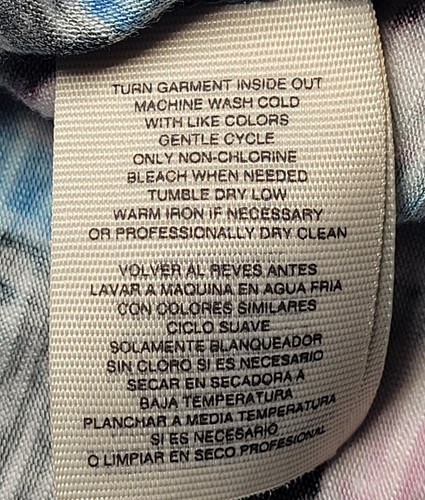 TURN GARMENT INSIDE OUT
MACHINE WASH COLD
WITH LIKE COLORS
GENTLE CYCLE
ONLY NON-CHLORINE
BLEACH WHEN NEEDED
TUMBLE DRY LOW
WARM IRON IF NECESSARY
OR PROFESSIONALLY DRY CLEAN
VOLVER AL REVES ANTES
LAVAR A MAQUINA EN AGUA FRIA
CON COLORES SIMILARES
CICLO SUAVE
SOLAMENTE BLANQUEADOR
SIN CLORO SI ES NECESARIO
SECAR EN SECADORA A
BAJA TEMPERATURA
PLANCHAR A MEDIA TEMPERATURA
SI ES NECESARIO
O LIMPIAR EN SECO PROFESIONAL